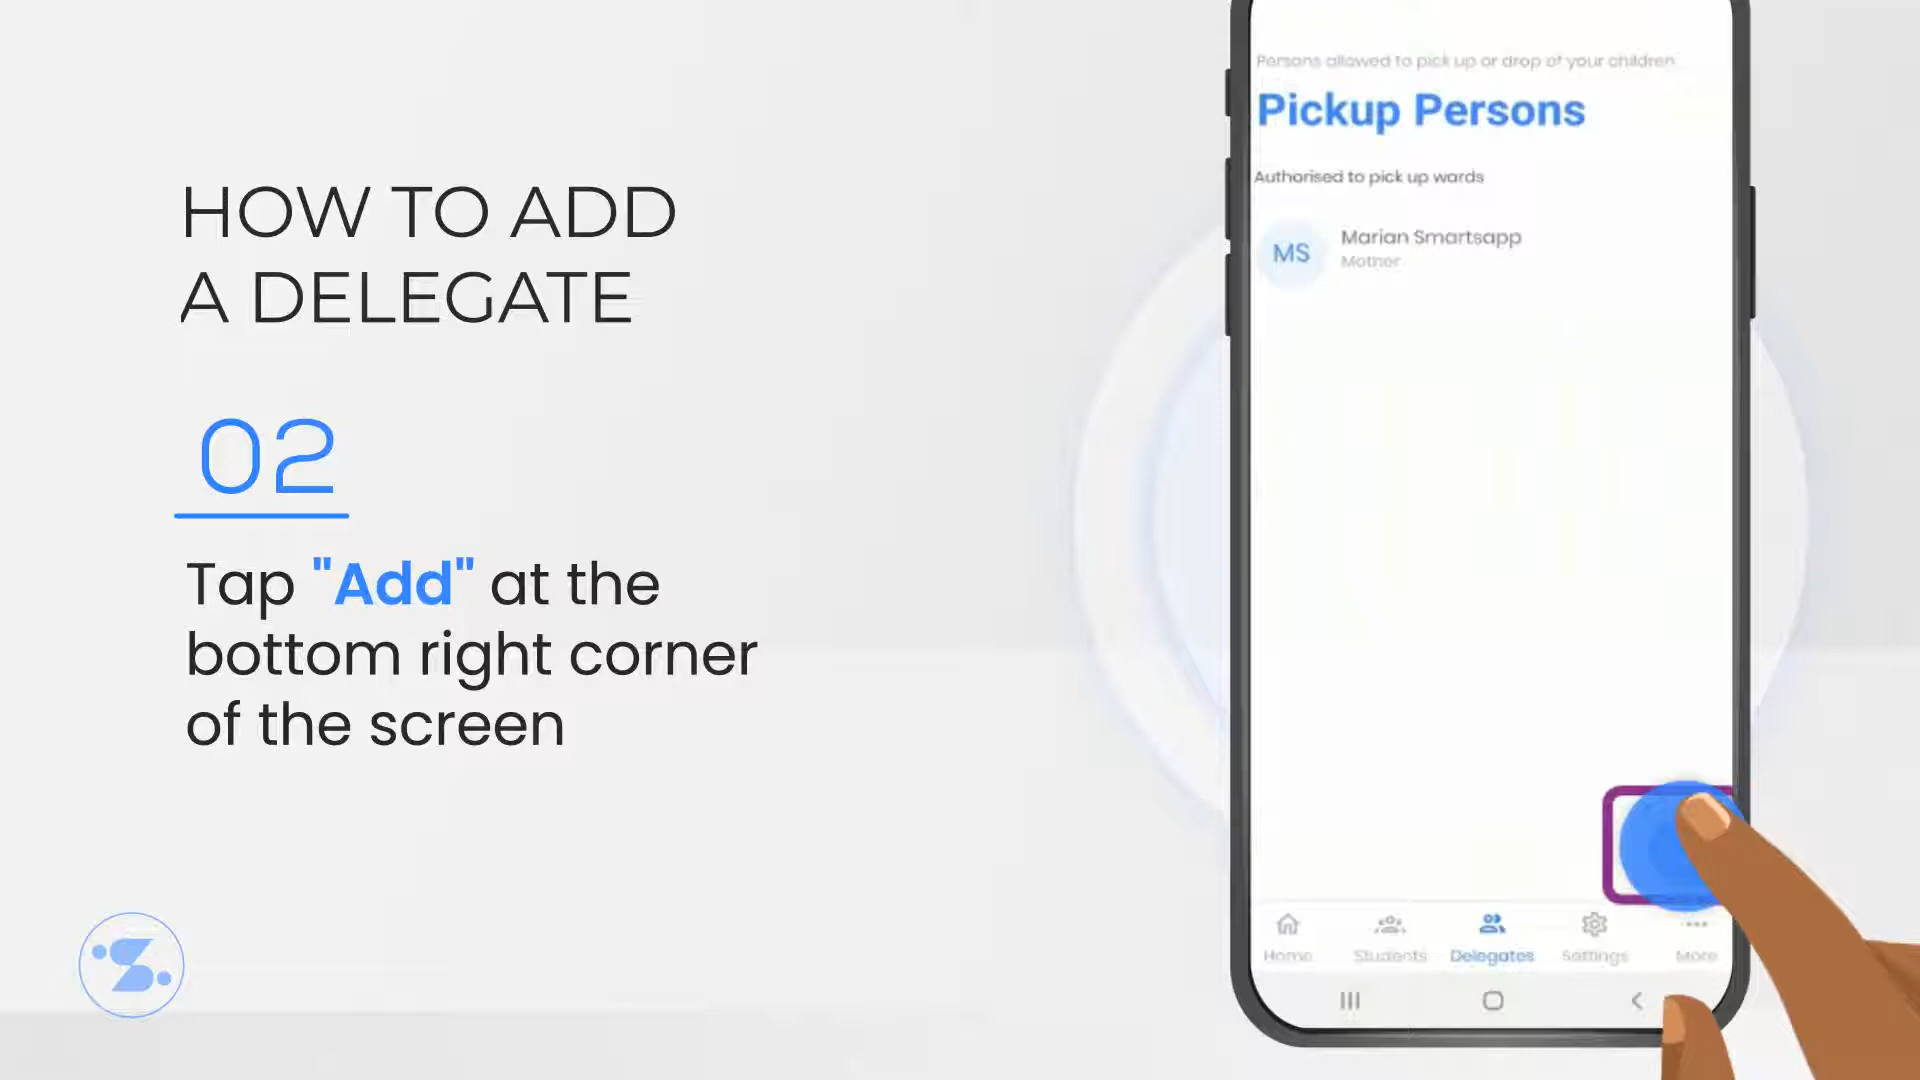 HOW TO ADD
A DELEGATE
02
Tap "Add" at the
bottom right corner
of the screen
Persons allowed to pick up or drop of your children
Pickup Persons
Authorised to pick up wards
MS
Marian Smartsapp
Mother
Home
Students
Delegates
Settings
More